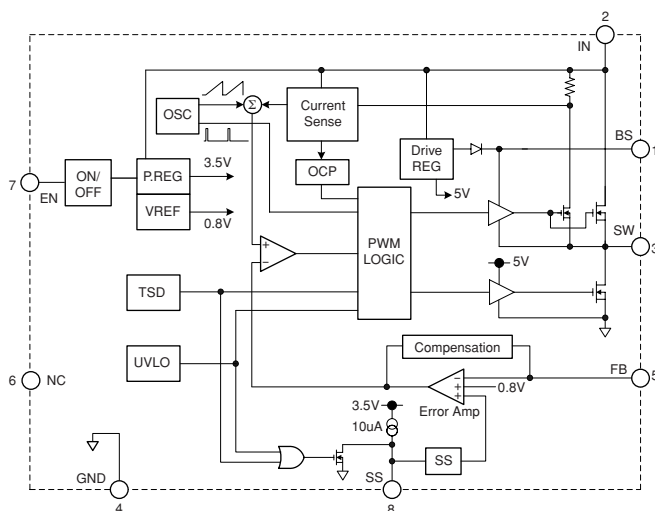 2
IN
OSC
Σ
Current
Sense
BS
1
Drive
REG
OCP
5V
7
EN
ON/
OFF
P.REG
3.5V
VREF
0.8V
PWM
LOGIC
SW
3
+
−
5V
TSD
UVLO
Compensation
6
NC
FB
5
−
+
+
0.8V
Error Amp
3.5V
10uA
SS
GND
4
SS
8